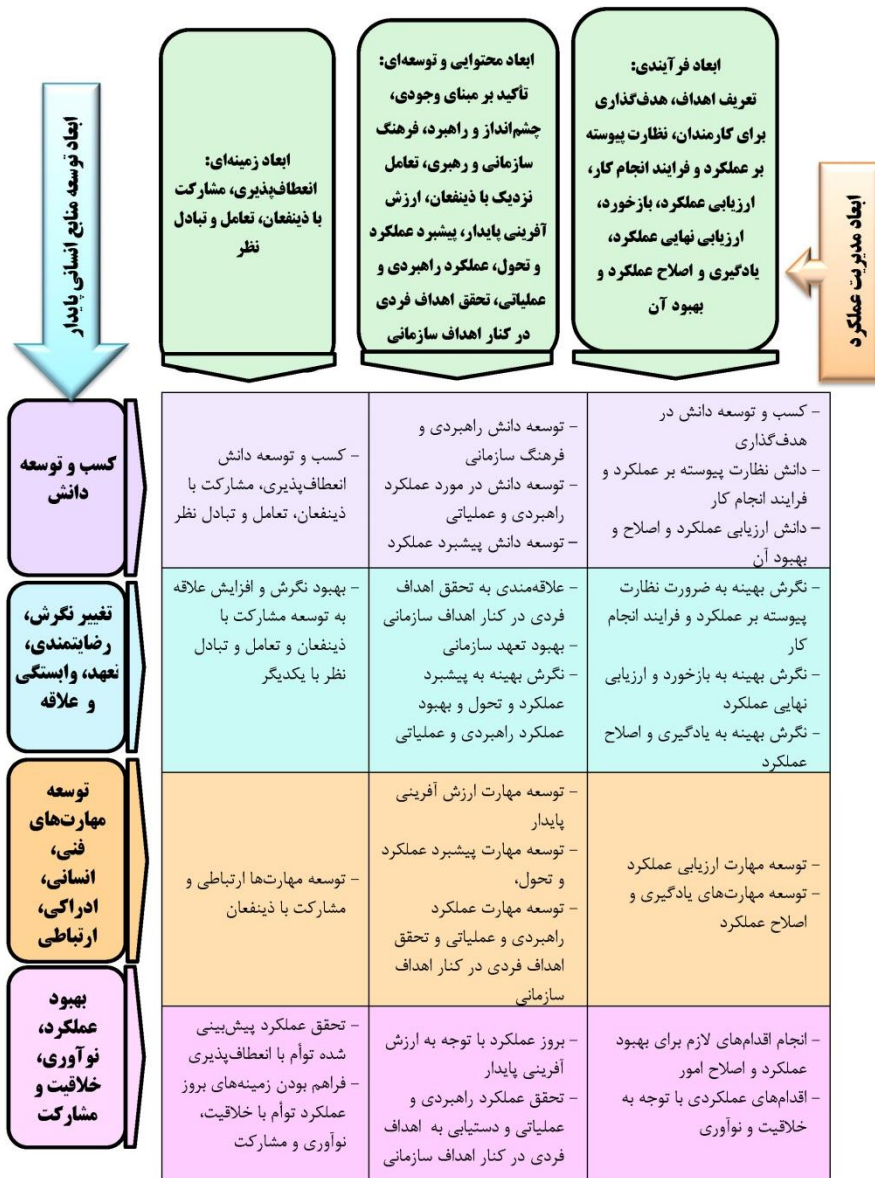 ابعاد مدیریت عملکرد
ابعاد فرآیندی:
تعریف اهداف، هدف‌گذاری
برای کارمندان، نظارت پیوسته
بر عملکرد و فرایند انجام کار،
ارزیابی عملکرد، بازخورد،
ارزیابی نهایی عملکرد،
یادگیری و اصلاح عملکرد و
بهبود آن
ابعاد محتوایی و توسعه‌ای:
تأکید بر مبنای وجودی،
چشم‌انداز و راهبرد، فرهنگ
سازمانی و رهبری، تعامل
نزدیک با ذینفعان، ارزش
آفرینی پایدار، پیشبرد عملکرد
و تحول، عملکرد راهبردی و
عملیاتی، تحقق اهداف فردی
در کنار اهداف سازمانی
ابعاد زمینه‌ای:
انعطاف‌پذیری، مشارکت
با ذینفعان، تعامل و تبادل
نظر
ابعاد توسعه منابع انسانی پایدار
کسب و توسعه
دانش
- کسب و توسعه دانش در
هدف‌گذاری
- دانش نظارت پیوسته بر عملکرد و
فرایند انجام کار
- دانش ارزیابی عملکرد و اصلاح و
بهبود آن
- توسعه دانش راهبردی و
فرهنگ سازمانی
- توسعه دانش در مورد عملکرد
راهبردی و عملیاتی
- توسعه دانش پیشبرد عملکرد
- کسب و توسعه دانش
انعطاف‌پذیری، مشارکت با
ذینفعان، تعامل و تبادل نظر
تغییر نگرش،
رضایتمندی،
تعهد، وابستگی
و علاقه
- نگرش بهینه به ضرورت نظارت
پیوسته بر عملکرد و فرایند انجام
کار
- نگرش بهینه به بازخورد و ارزیابی
نهایی عملکرد
- نگرش بهینه به یادگیری و اصلاح
عملکرد
- علاقه‌مندی به تحقق اهداف
فردی در کنار اهداف سازمانی
- بهبود تعهد سازمانی
- نگرش بهینه به پیشبرد
عملکرد و تحول و بهبود
عملکرد راهبردی و عملیاتی
- بهبود نگرش و افزایش علاقه
به توسعه مشارکت با
ذینفعان و تعامل و تبادل
نظر با یکدیگر
توسعه
مهارت‌های
فنی،
انسانی،
ادراکی،
ارتباطی
- توسعه مهارت ارزیابی عملکرد
- توسعه مهارت‌های یادگیری و
اصلاح عملکرد
- توسعه مهارت ارزش آفرینی
پایدار
- توسعه مهارت پیشبرد عملکرد
و تحول،
- توسعه مهارت عملکرد
راهبردی و عملیاتی و تحقق
اهداف فردی در کنار اهداف
سازمانی
- توسعه مهارت‌ها ارتباطی و
مشارکت با ذینفعان
بهبود
عملکرد،
نوآوری،
خلاقیت و
مشارکت
- انجام اقدام‌های لازم برای بهبود
عملکرد و اصلاح امور
- اقدام‌های عملکردی با توجه به
خلاقیت و نوآوری
- بروز عملکرد با توجه به ارزش
آفرینی پایدار
- تحقق عملکرد راهبردی و
عملیاتی و دستیابی به اهداف
فردی در کنار اهداف سازمانی
- تحقق عملکرد پیش‌بینی
شده توأم با انعطاف‌پذیری
- فراهم بودن زمینه‌های بروز
عملکرد توأم با خلاقیت،
نوآوری و مشارکت